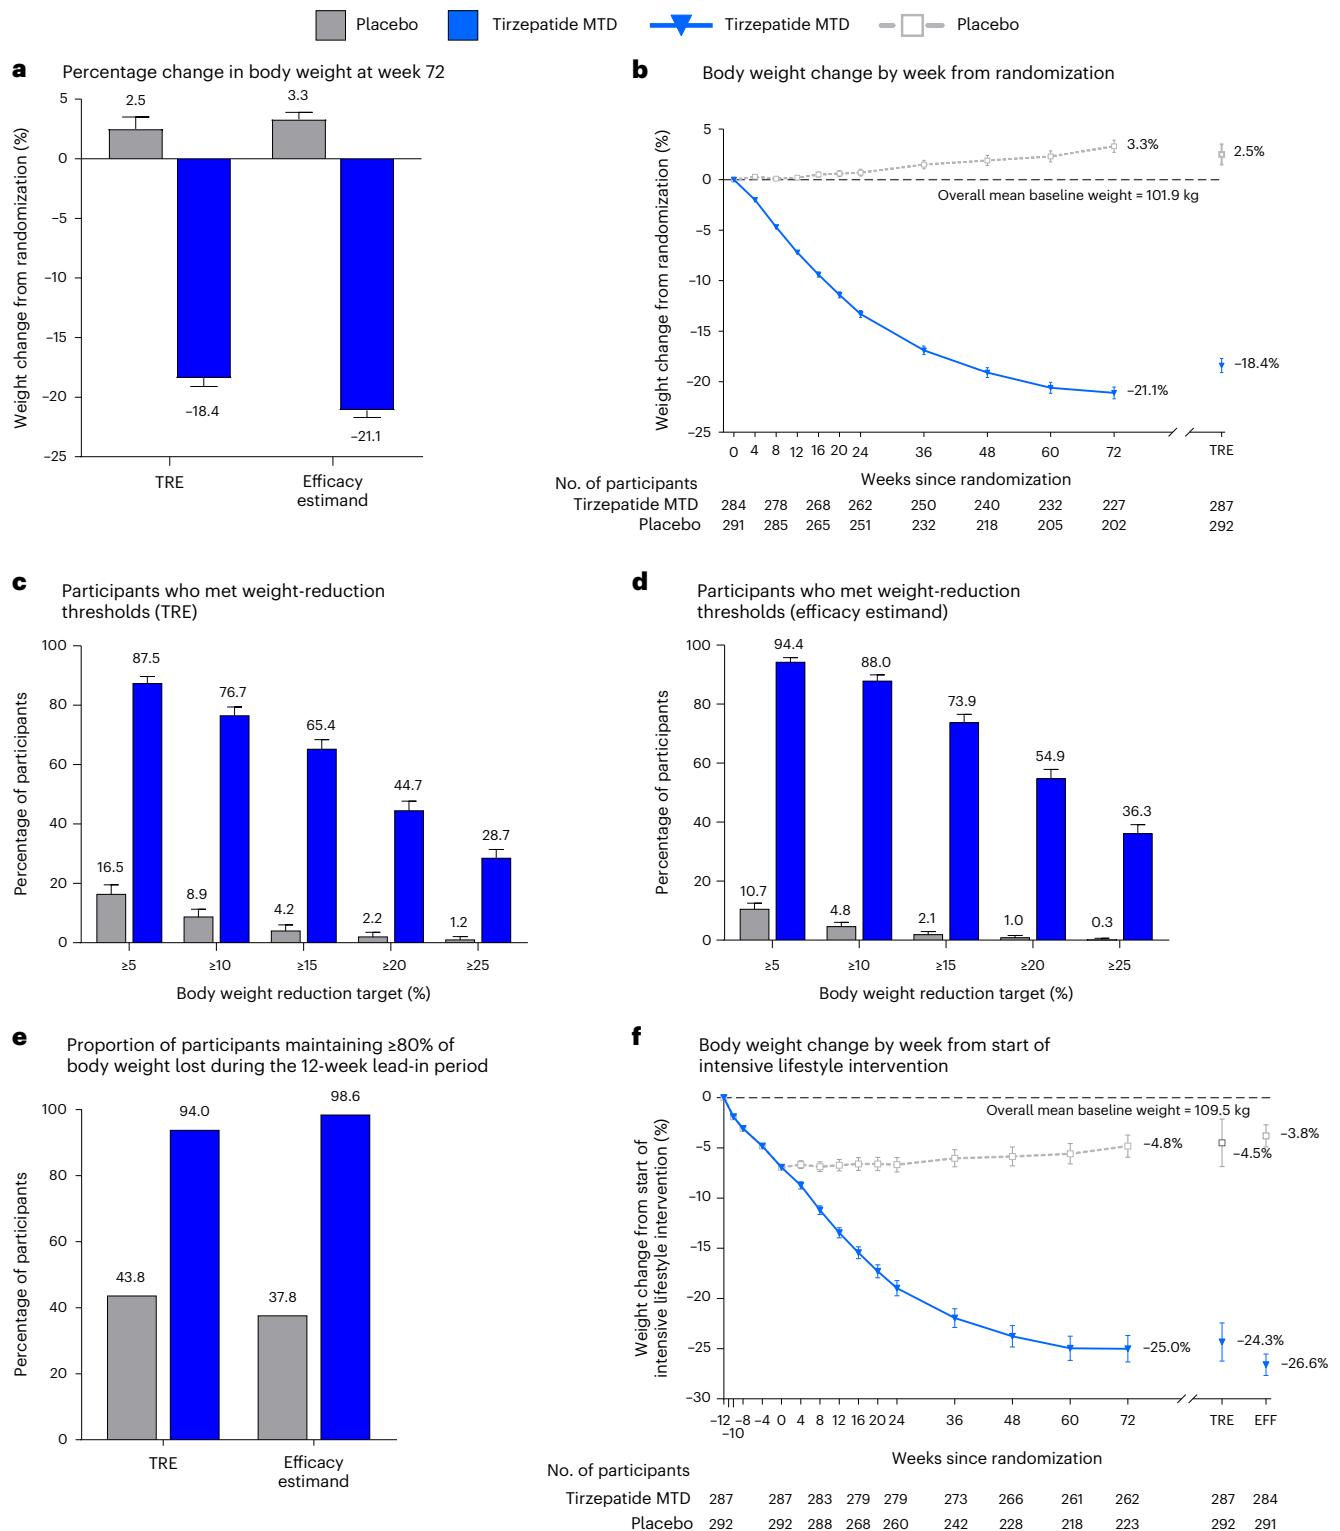 Placebo
Tirzepatide MTD
Tirzepatide MTD
Placebo
a
Percentage change in body weight at week 72
Weight change from randomization (%)
5
0
–5
–10
–15
–20
–25
2.5
3.3
–18.4
–21.1
TRE
Efficacy
estimand
b
Body weight change by week from randomization
Weight change from randomization (%)
5
0
–5
–10
–15
–20
–25
3.3%
2.5%
Overall mean baseline weight = 101.9 kg
–18.4%
–21.1%
0 4 8 12 16 20 24 36 48 60 72 TRE
Weeks since randomization
No. of participants
Tirzepatide MTD 284 278 268 262 250 240 232 227 287
Placebo 291 285 265 251 232 218 205 202 292
c
Participants who met weight-reduction
thresholds (TRE)
Percentage of participants
100
80
60
40
20
0
16.5
87.5
8.9
76.7
4.2
65.4
2.2
44.7
1.2
28.7
≥5 ≥10 ≥15 ≥20 ≥25
Body weight reduction target (%)
d
Participants who met weight-reduction
thresholds (efficacy estimand)
Percentage of participants
100
80
60
40
20
0
10.7
94.4
4.8
88.0
2.1
73.9
1.0
54.9
0.3
36.3
≥5 ≥10 ≥15 ≥20 ≥25
Body weight reduction target (%)
e
Proportion of participants maintaining ≥80% of
body weight lost during the 12-week lead-in period
Percentage of participants
100
80
60
40
20
0
43.8
94.0
37.8
98.6
TRE
Efficacy
estimand
f
Body weight change by week from start of
intensive lifestyle intervention
Weight change from start of
intensive lifestyle intervention (%)
0
–5
–10
–15
–20
–25
–30
Overall mean baseline weight = 109.5 kg
–4.8%
–4.5%
–3.8%
–25.0%
–24.3%
–26.6%
–12 –8 –4 0 4 8 12 16 20 24 36 48 60 72 TRE EFF
–10
Weeks since randomization
No. of participants
Tirzepatide MTD 287 287 283 279 279 273 266 261 262 287 284
Placebo 292 292 288 268 260 242 228 218 223 292 291